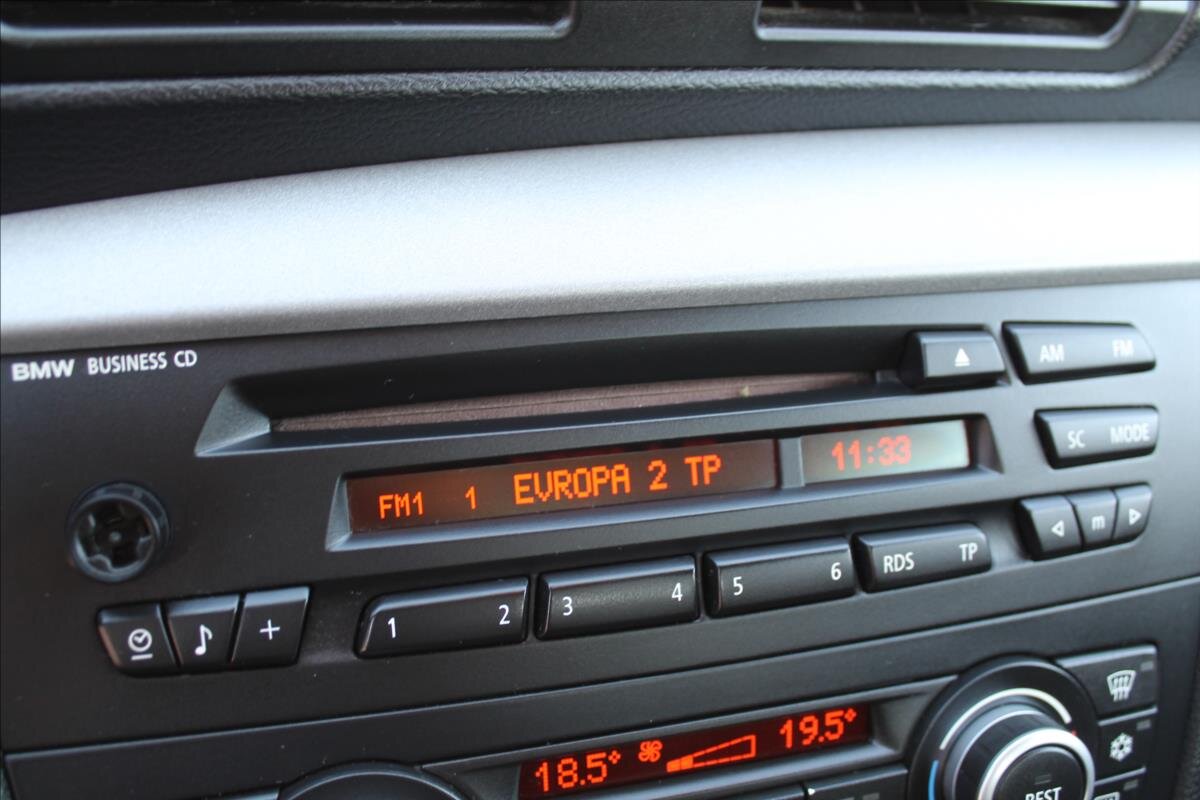 BMW BUSINESS CD
AM FM
SC MODE
FM1 1 EVROPA 2 TP 11:33
m
1 2 3 4 5 6 RDS TP
18.5° 19.5°
REST